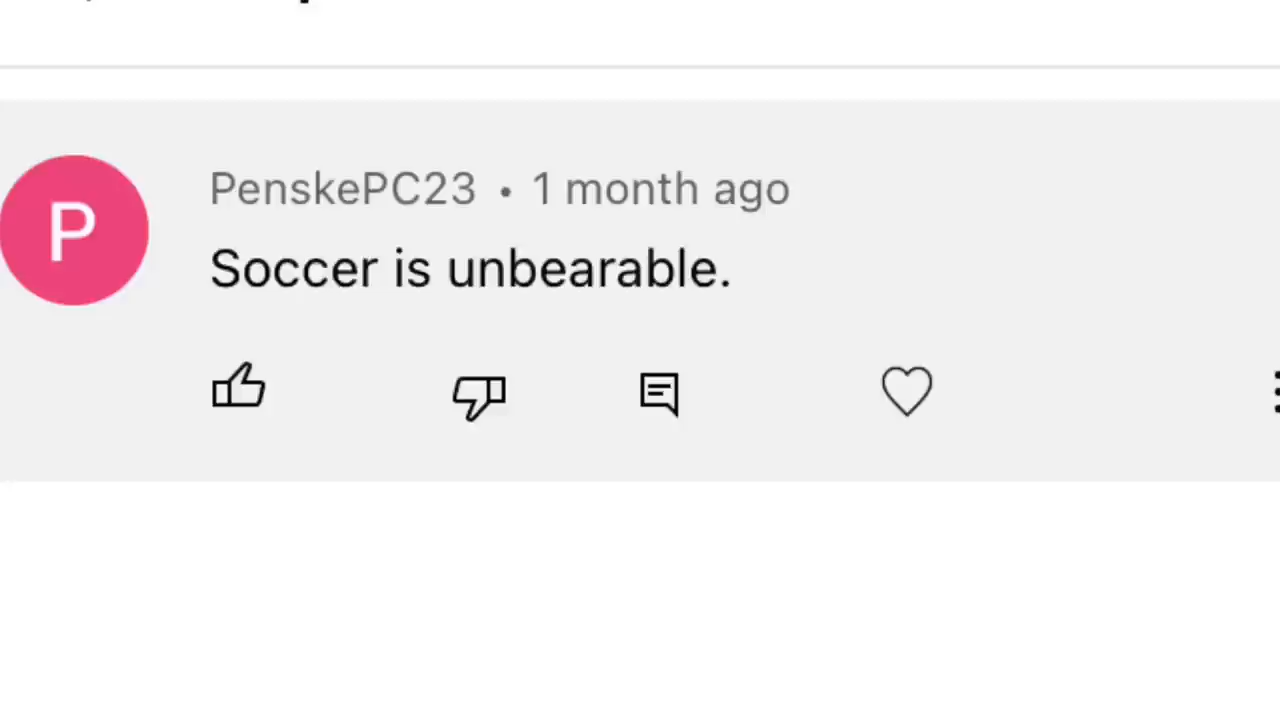 P
PenskePC23 • 1 month ago
Soccer is unbearable.